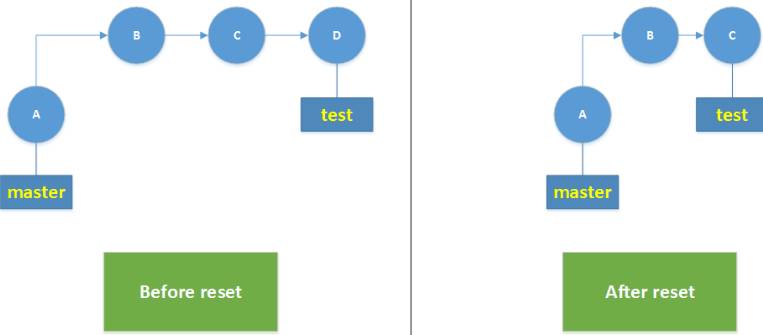 B C D
A
test
master
Before reset
B C
A
test
master
After reset